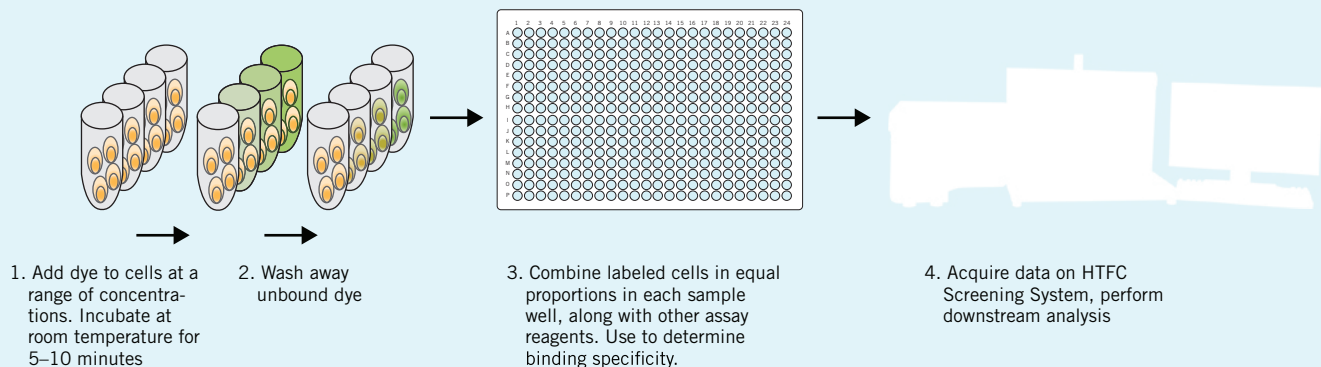 1 2 3 4 5 6 7 8 9 10 11 12 13 14 15 16 17 18 19 20 21 22 23 24
A
B
C
D
E
F
G
H
I
J
K
L
M
N
O
P
1. Add dye to cells at a
range of concentra-
tions. Incubate at
room temperature for
5–10 minutes
2. Wash away
unbound dye
3. Combine labeled cells in equal
proportions in each sample
well, along with other assay
reagents. Use to determine
binding specificity.
4. Acquire data on HTFC
Screening System, perform
downstream analysis